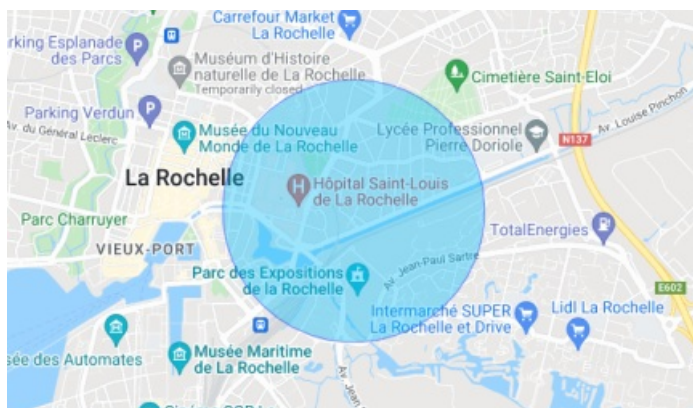 Carrefour Market
La Rochelle
rking Esplanade
des Parcs
P
Muséum d'Histoire
naturelle de La Rochelle
Temporarily closed
Cimetière Saint-Eloi
Parking Verdun
P
Av. du Général Leclerc
Musée du Nouveau
Monde de La Rochelle
Lycée Professionnel
Pierre Doriole
Av. Louise Pinchon
N137
La Rochelle
H
Hôpital Saint-Louis
de La Rochelle
Parc Charruyer
TotalEnergies
VIEUX-PORT
Av. Jean-Paul Sartre
Parc des Expositions
de la Rochelle
E602
Intermarché SUPER
La Rochelle et Drive
Lidl La Rochelle
sée des Automates
Musée Maritime
de La Rochelle
Av. Jean